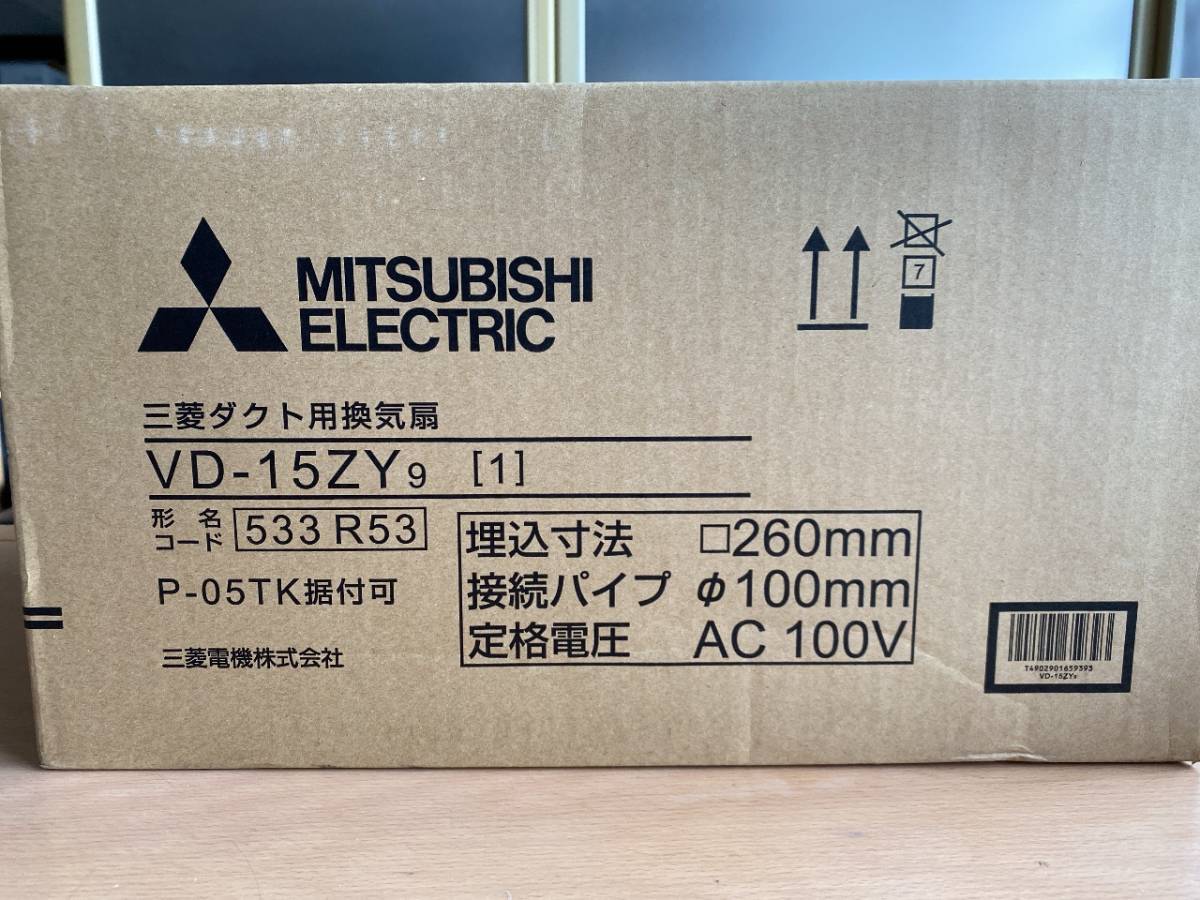 MITSUBISHI
ELECTRIC
7
三菱ダクト用換気扇
VD-15ZY9 [1]
形名
コード 533R53
P-05TK据付可
三菱電機株式会社
埋込寸法 □260mm
接続パイプ φ100mm
定格電圧 AC 100V
T4902901659393
VD-15ZY9